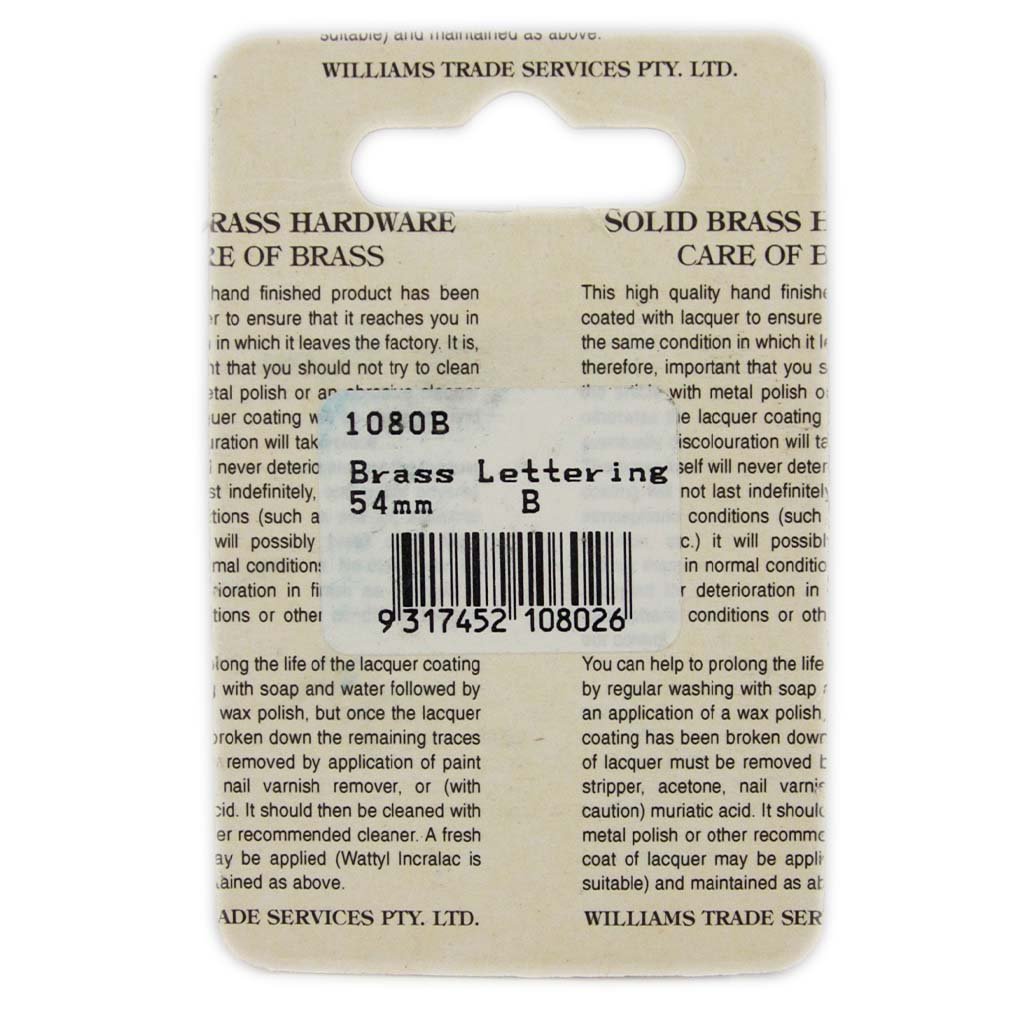 suitable) and maintained as above.
WILLIAMS TRADE SERVICES PTY. LTD.
RASS HARDWARE
RE OF BRASS
hand finished product has been
r to ensure that it reaches you in
in which it leaves the factory. It is,
nt that you should not try to clean
etal polish or an abrasive cleaner
uer coating w
uration will tak
never deterio
st indefinitely,
tions (such a
will possibly
mal conditions
rioration in fi
tions or other
long the life of the lacquer coating
with soap and water followed by
wax polish, but once the lacquer
broken down the remaining traces
removed by application of paint
nail varnish remover, or (with
cid. It should then be cleaned with
er recommended cleaner. A fresh
ay be applied (Wattyl Incralac is
tained as above.
ADE SERVICES PTY. LTD.
SOLID BRASS H
CARE OF B
This high quality hand finishe
coated with lacquer to ensure
the same condition in which it le
therefore, important that you s
with metal polish o
e lacquer coating
iscolouration will ta
self will never deter
not last indefinitely
conditions (such
c.) it will possibl
in normal conditio
r deterioration in
conditions or oth
You can help to prolong the life
by regular washing with soap a
an application of a wax polish,
coating has been broken down
of lacquer must be removed b
stripper, acetone, nail varnis
caution) muriatic acid. It should
metal polish or other recomme
coat of lacquer may be appli
suitable) and maintained as ab
WILLIAMS TRADE SER
1080B
Brass Lettering
54mm B
9 317452 108026